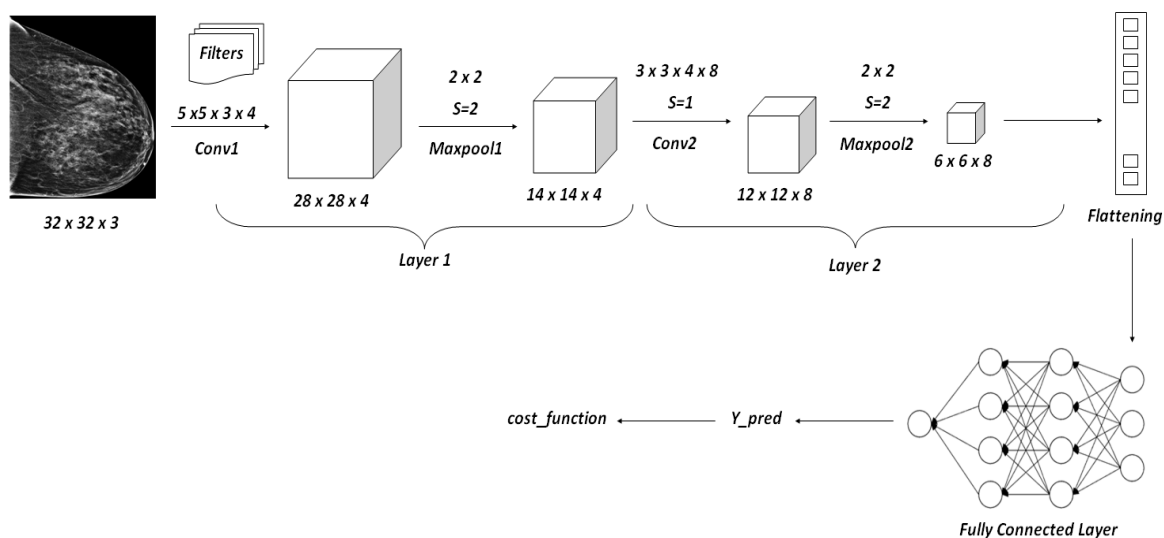 Filters
5 x5 x 3 x 4
Conv1
32 x 32 x 3
28 x 28 x 4
2 x 2
S=2
Maxpool1
14 x 14 x 4
Layer 1
3 x 3 x 4 x 8
S=1
Conv2
12 x 12 x 8
2 x 2
S=2
Maxpool2
6 x 6 x 8
Layer 2
Flattening
cost_function
Y_pred
Fully Connected Layer